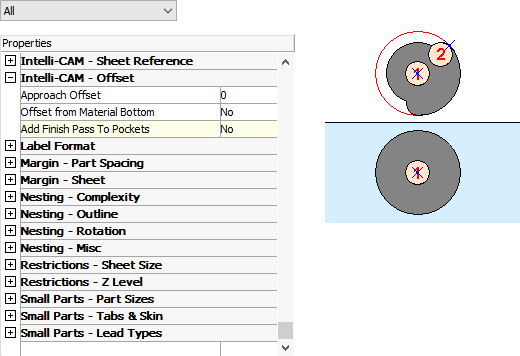 All
Properties
Intelli-CAM - Sheet Reference
Intelli-CAM - Offset
Approach Offset 0
Offset from Material Bottom No
Add Finish Pass To Pockets No
Label Format
Margin - Part Spacing
Margin - Sheet
Nesting - Complexity
Nesting - Outline
Nesting - Rotation
Nesting - Misc
Restrictions - Sheet Size
Restrictions - Z Level
Small Parts - Part Sizes
Small Parts - Tabs & Skin
Small Parts - Lead Types
2
1
1